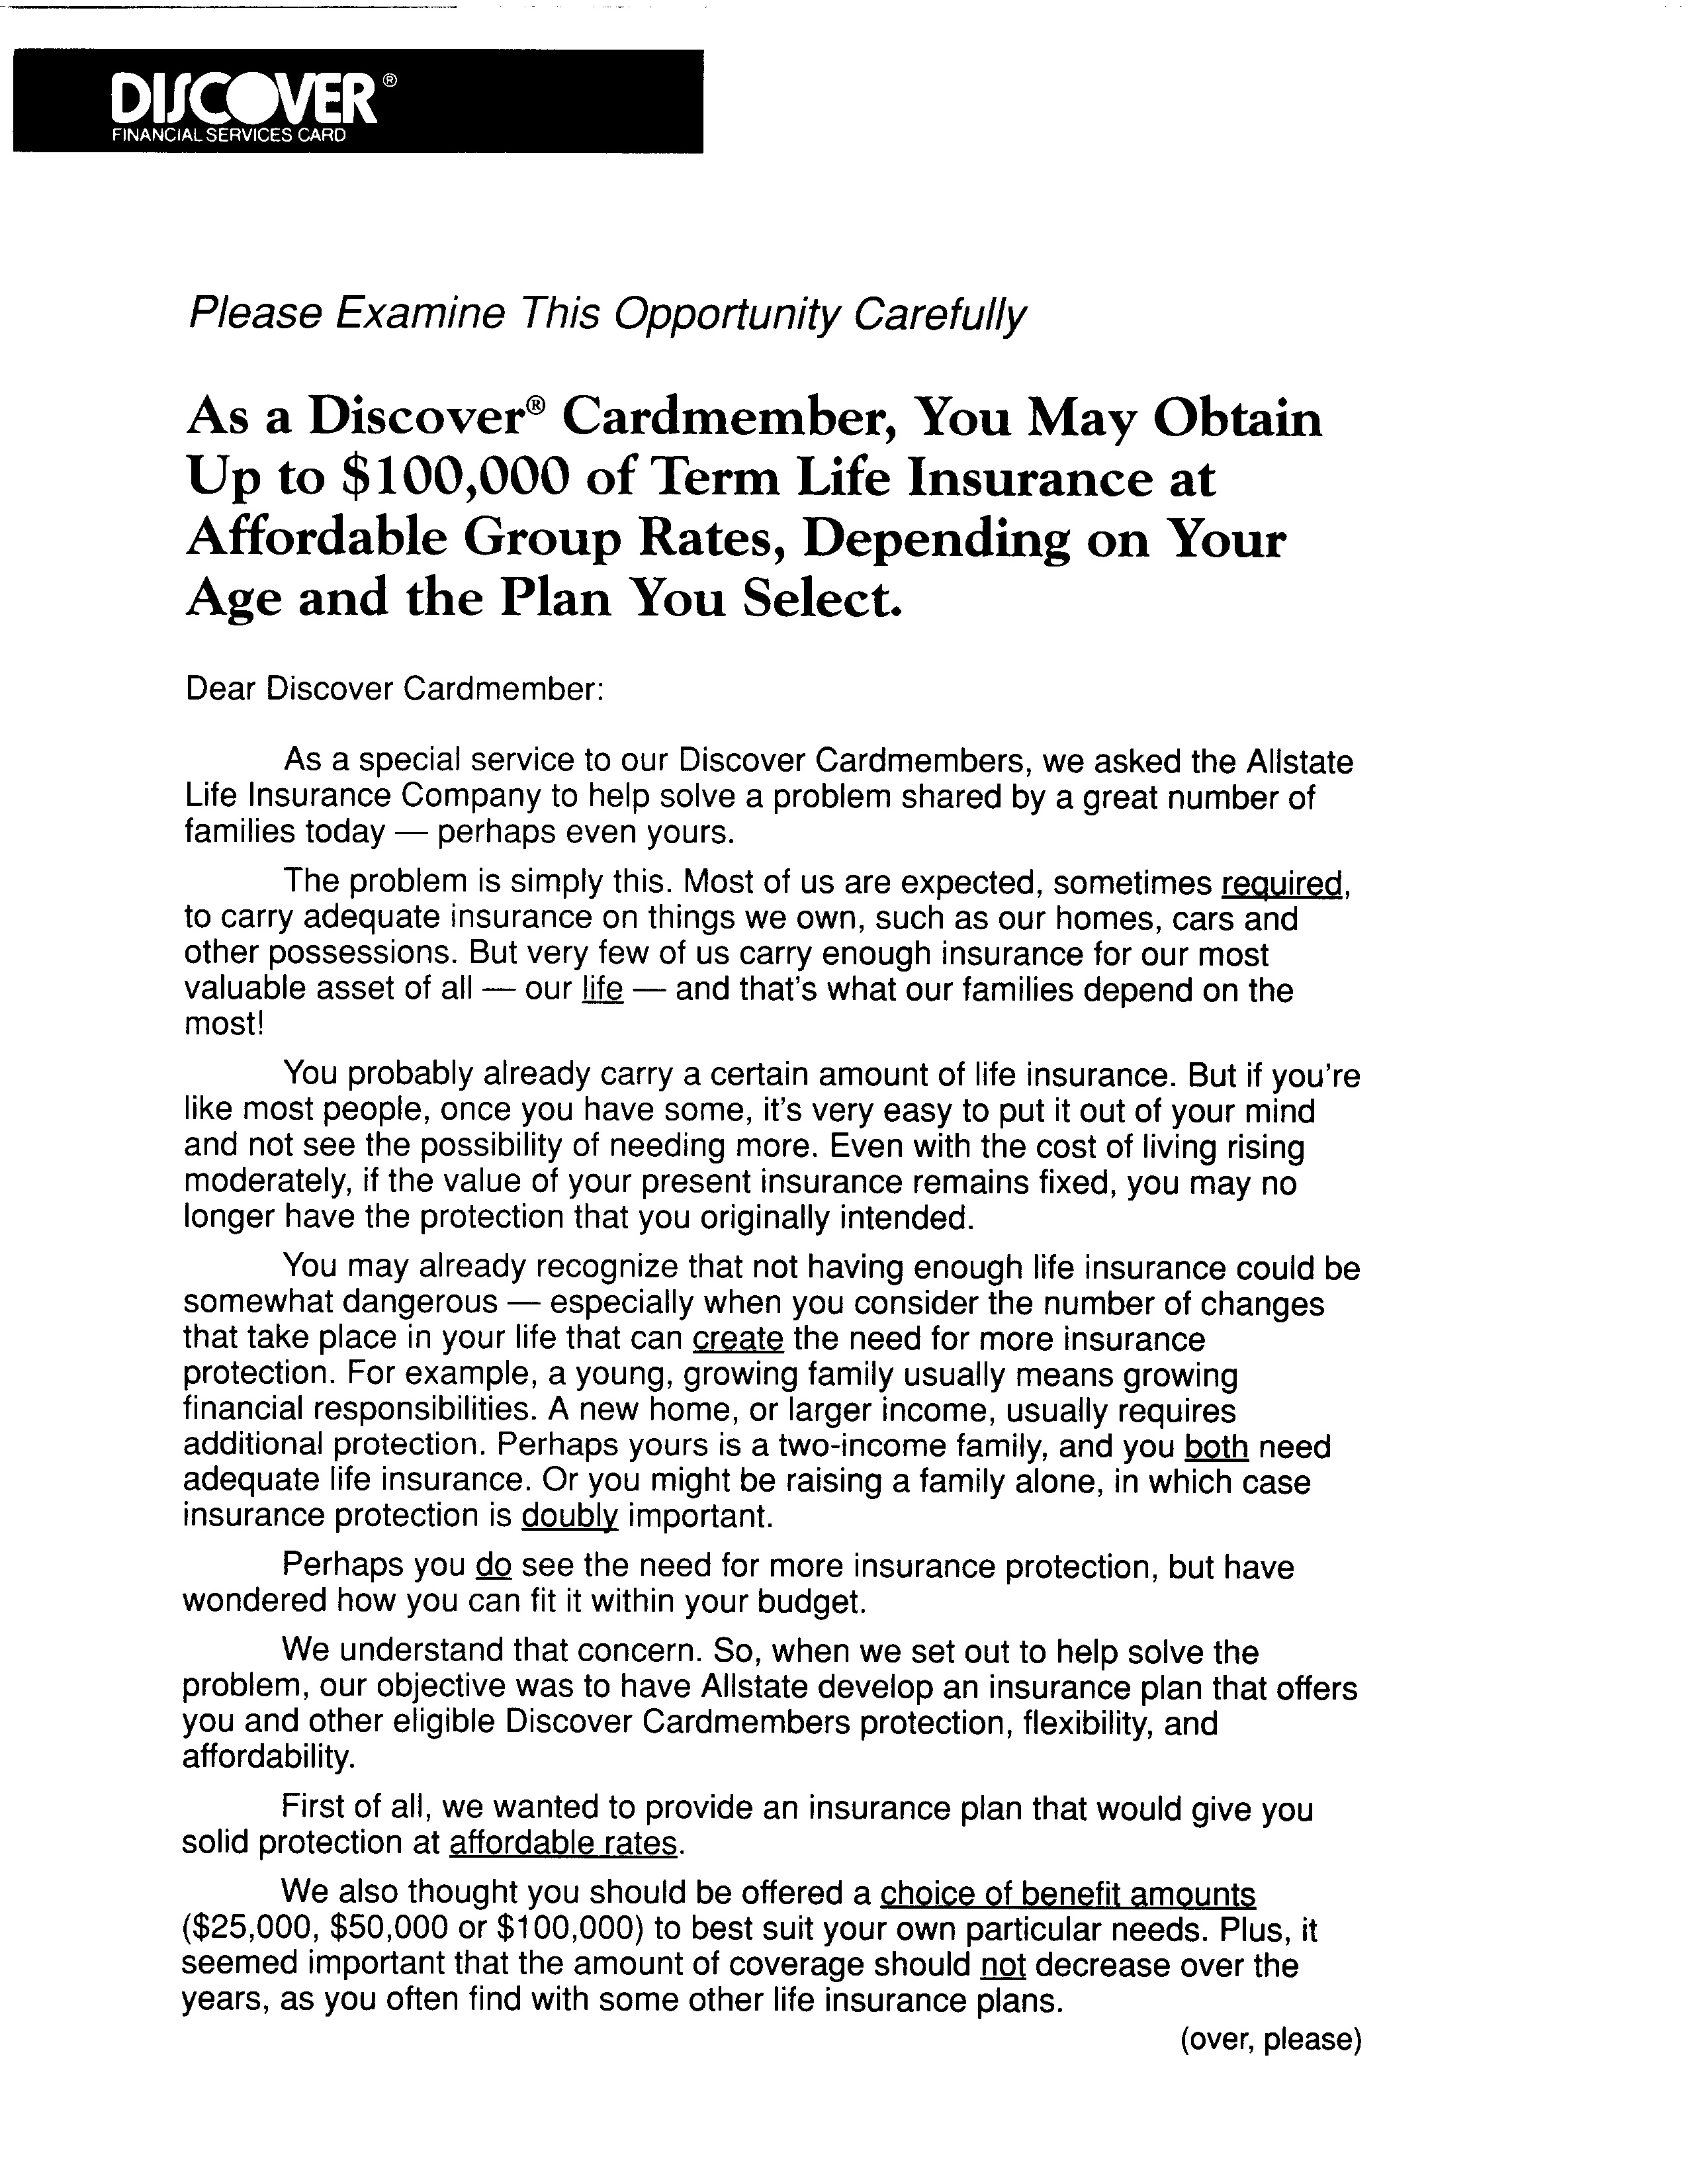 DISCOVER®
FINANCIAL SERVICES CARD
Please Examine This Opportunity Carefully
As a Discover® Cardmember, You May Obtain
Up to $100,000 of Term Life Insurance at
Affordable Group Rates, Depending on Your
Age and the Plan You Select.
Dear Discover Cardmember:
As a special service to our Discover Cardmembers, we asked the Allstate
Life Insurance Company to help solve a problem shared by a great number of
families today — perhaps even yours.
The problem is simply this. Most of us are expected, sometimes required,
to carry adequate insurance on things we own, such as our homes, cars and
other possessions. But very few of us carry enough insurance for our most
valuable asset of all — our life — and that's what our families depend on the
most!
You probably already carry a certain amount of life insurance. But if you're
like most people, once you have some, it's very easy to put it out of your mind
and not see the possibility of needing more. Even with the cost of living rising
moderately, if the value of your present insurance remains fixed, you may no
longer have the protection that you originally intended.
You may already recognize that not having enough life insurance could be
somewhat dangerous — especially when you consider the number of changes
that take place in your life that can create the need for more insurance
protection. For example, a young, growing family usually means growing
financial responsibilities. A new home, or larger income, usually requires
additional protection. Perhaps yours is a two-income family, and you both need
adequate life insurance. Or you might be raising a family alone, in which case
insurance protection is doubly important.
Perhaps you do see the need for more insurance protection, but have
wondered how you can fit it within your budget.
We understand that concern. So, when we set out to help solve the
problem, our objective was to have Allstate develop an insurance plan that offers
you and other eligible Discover Cardmembers protection, flexibility, and
affordability.
First of all, we wanted to provide an insurance plan that would give you
solid protection at affordable rates.
We also thought you should be offered a choice of benefit amounts
($25,000, $50,000 or $100,000) to best suit your own particular needs. Plus, it
seemed important that the amount of coverage should not decrease over the
years, as you often find with some other life insurance plans.
(over, please)